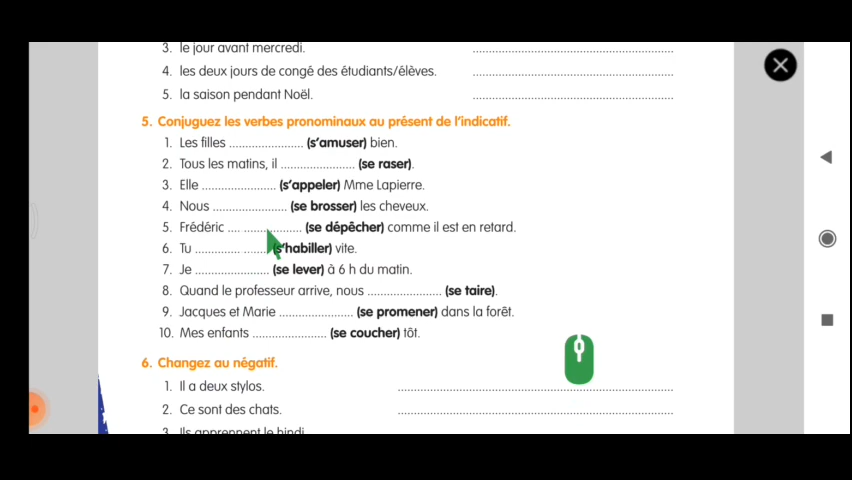 3. le jour avant mercredi. ..................................................
4. les deux jours de congé des étudiants/élèves. ..................................................
5. la saison pendant Noël. ..................................................
5. Conjuguez les verbes pronominaux au présent de l'indicatif.
1. Les filles ...................... (s'amuser) bien.
2. Tous les matins, il ...................... (se raser).
3. Elle ...................... (s'appeler) Mme Lapierre.
4. Nous ...................... (se brosser) les cheveux.
5. Frédéric .... .................. (se dépêcher) comme il est en retard.
6. Tu ...................... (s'habiller) vite.
7. Je ...................... (se lever) à 6 h du matin.
8. Quand le professeur arrive, nous ...................... (se taire).
9. Jacques et Marie ...................... (se promener) dans la forêt.
10. Mes enfants ...................... (se coucher) tôt.
6. Changez au négatif.
1. Il a deux stylos. ..................................................
2. Ce sont des chats. ..................................................
3. Ils apprennent le hindi